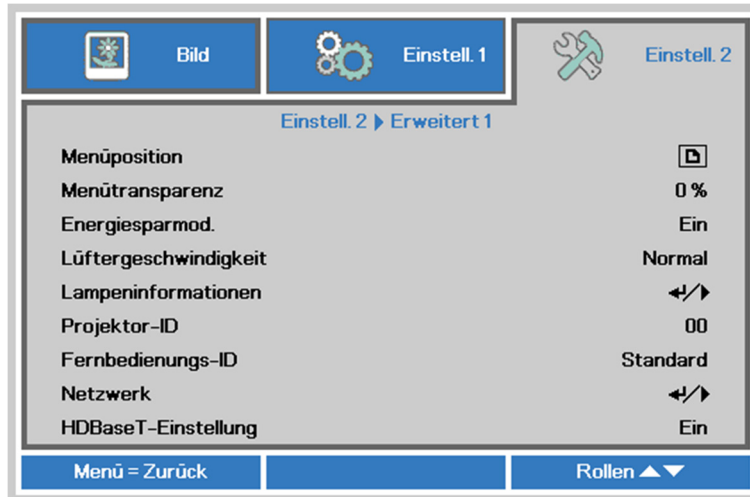 Bild Einstell. 1 Einstell. 2
Einstell. 2 ▶ Erweitert 1
Menüposition
Menütransparenz 0 %
Energiesparmod. Ein
Lüftergeschwindigkeit Normal
Lampeninformationen ↵/▶
Projektor-ID 00
Fernbedienungs-ID Standard
Netzwerk ↵/▶
HDBaseT-Einstellung Ein
Menü = Zurück Rollen ▲▼